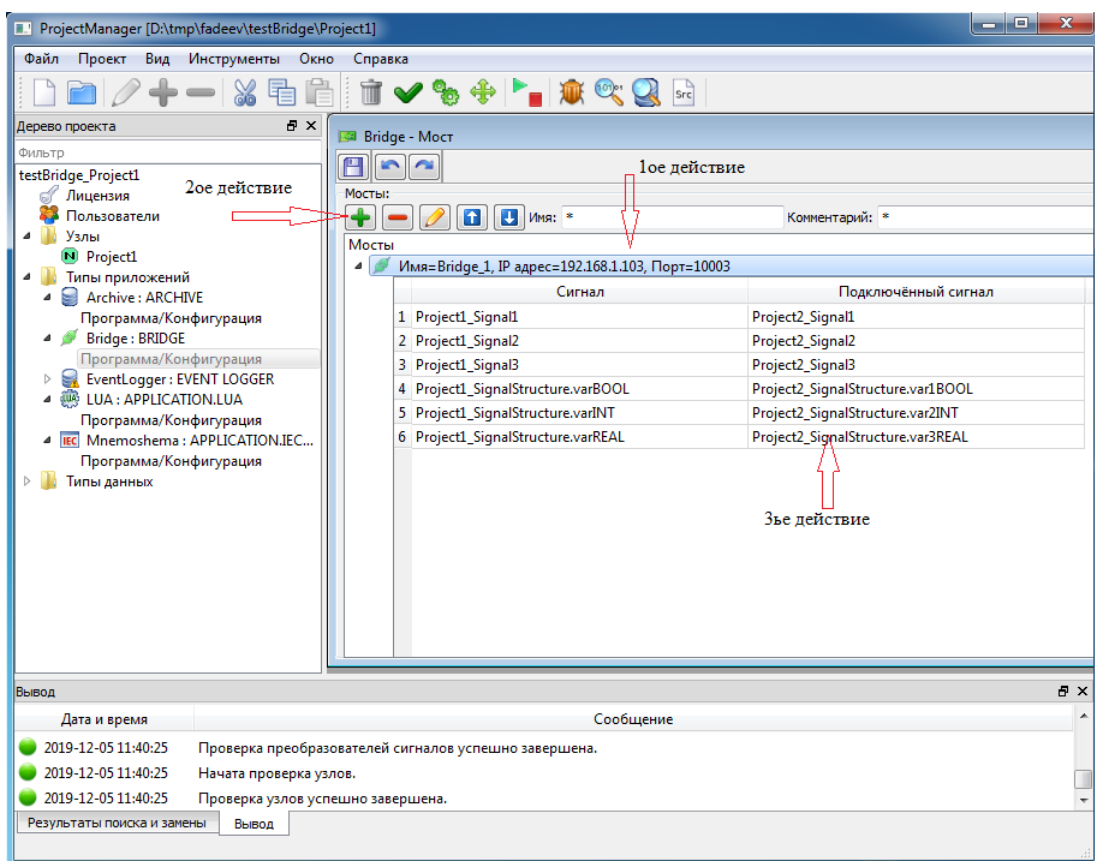 ProjectManager [D:\tmp\fadeev\testBridge\Project1]
Файл Проект Вид Инструменты Окно Справка
Src
Дерево проекта
Фильтр
testBridge_Project1
Лицензия
Пользователи
Узлы
Project1
Типы приложений
Archive : ARCHIVE
Программа/Конфигурация
Bridge : BRIDGE
Программа/Конфигурация
EventLogger : EVENT LOGGER
LUA : APPLICATION.LUA
Программа/Конфигурация
Mnemoshema : APPLICATION.IEC...
Программа/Конфигурация
Типы данных
2ое действие
Bridge - Мост
1ое действие
Мосты:
Имя: * Комментарий: *
Мосты
Имя=Bridge_1, IP адрес=192.168.1.103, Порт=10003
Сигнал Подключённый сигнал
1 Project1_Signal1 Project2_Signal1
2 Project1_Signal2 Project2_Signal2
3 Project1_Signal3 Project2_Signal3
4 Project1_SignalStructure.varBOOL Project2_SignalStructure.var1BOOL
5 Project1_SignalStructure.varINT Project2_SignalStructure.var2INT
6 Project1_SignalStructure.varREAL Project2_SignalStructure.var3REAL
3ье действие
Вывод
Дата и время Сообщение
2019-12-05 11:40:25 Проверка преобразователей сигналов успешно завершена.
2019-12-05 11:40:25 Начата проверка узлов.
2019-12-05 11:40:25 Проверка узлов успешно завершена.
Результаты поиска и замены Вывод